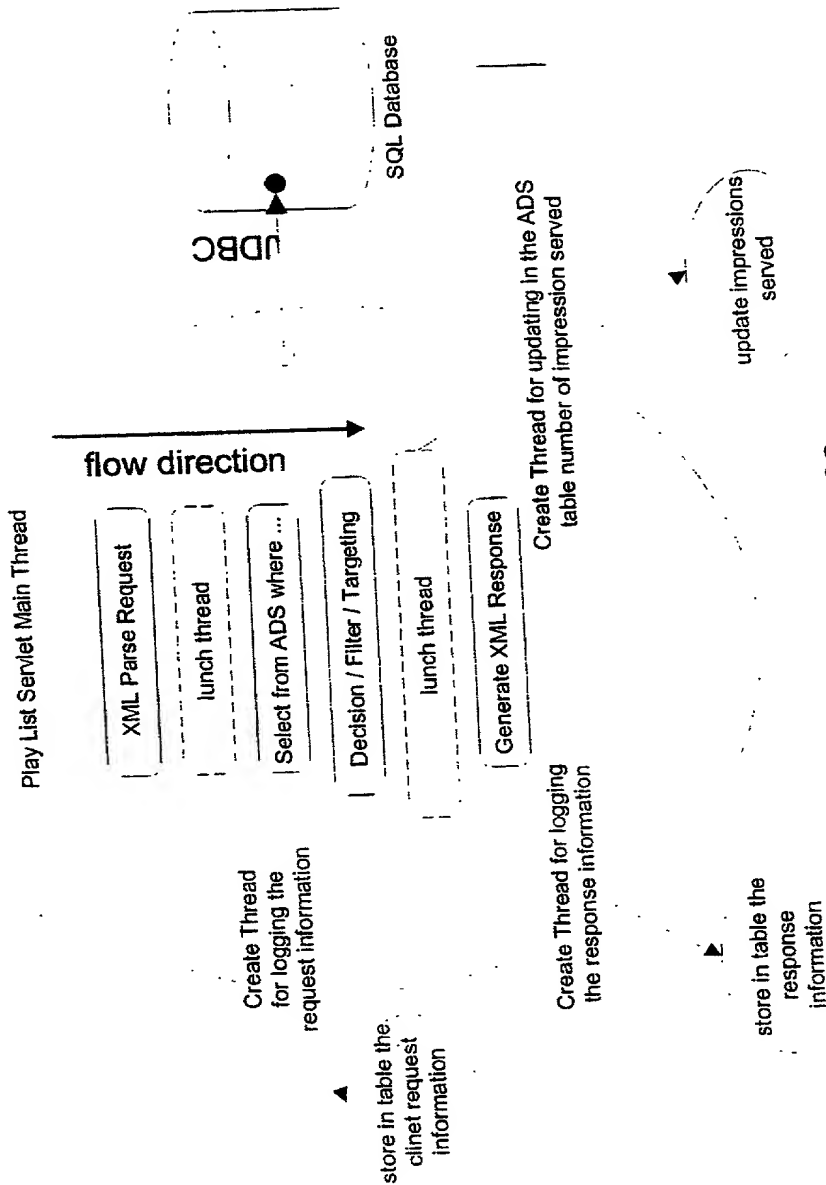 Play List Servlet Main Thread
XML Parse Request
lunch thread
Select from ADS where ...
Decision / Filter / Targeting
lunch thread
Generate XML Response
flow direction
JDBC
SQL Database
Create Thread
for logging the
request information
store in table the
clinet request
information
Create Thread for logging
the response information
store in table the
response
information
Create Thread for updating in the ADS
table number of impression served
update impressions
served